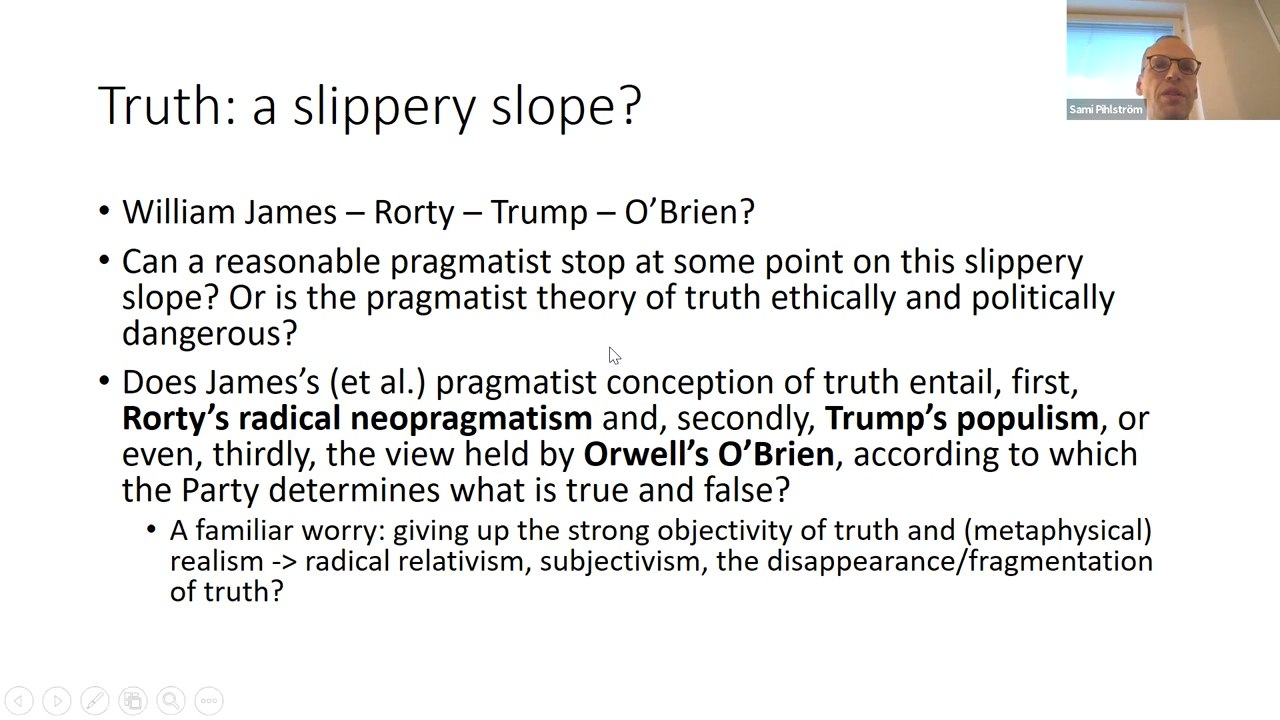 Sami Pihlström
Truth: a slippery slope?
• William James – Rorty – Trump – O’Brien?
• Can a reasonable pragmatist stop at some point on this slippery
slope? Or is the pragmatist theory of truth ethically and politically
dangerous?
• Does James’s (et al.) pragmatist conception of truth entail, first,
Rorty’s radical neopragmatism and, secondly, Trump’s populism, or
even, thirdly, the view held by Orwell’s O’Brien, according to which
the Party determines what is true and false?
• A familiar worry: giving up the strong objectivity of truth and (metaphysical)
realism -> radical relativism, subjectivism, the disappearance/fragmentation
of truth?